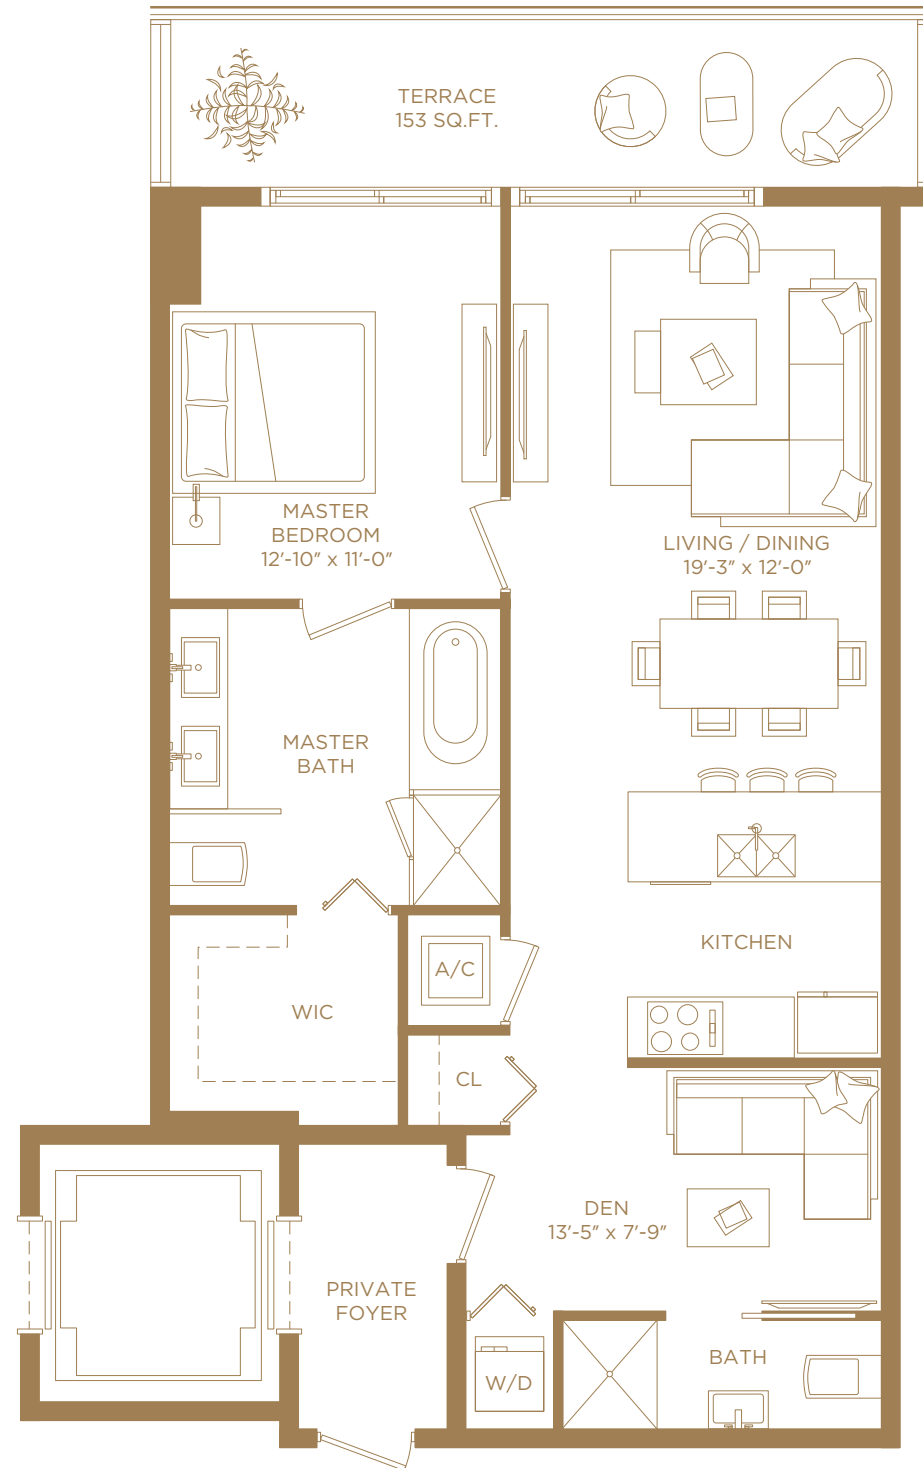 TERRACE
153 SQ.FT.
MASTER
BEDROOM
12'-10" x 11'-0"
LIVING / DINING
19'-3" x 12'-0"
MASTER
BATH
KITCHEN
A/C
WIC
CL
DEN
13'-5" x 7'-9"
PRIVATE
FOYER
BATH
W/D